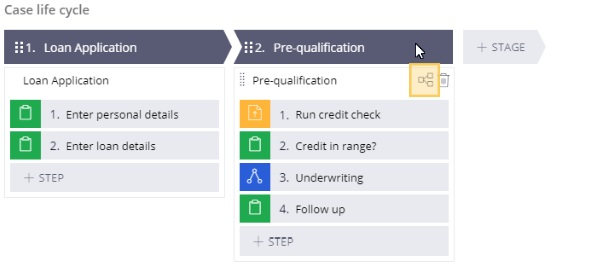 Case life cycle
1. Loan Application
2. Pre-qualification
+ STAGE
Loan Application
1. Enter personal details
2. Enter loan details
+ STEP
Pre-qualification
1. Run credit check
2. Credit in range?
3. Underwriting
4. Follow up
+ STEP